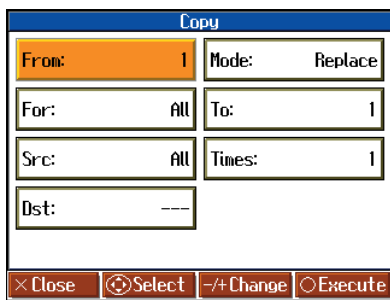 Copy
From: 1 Mode: Replace
For: All To: 1
Src: All Times: 1
Dst: ---
×Close Select -/+Change ○Execute